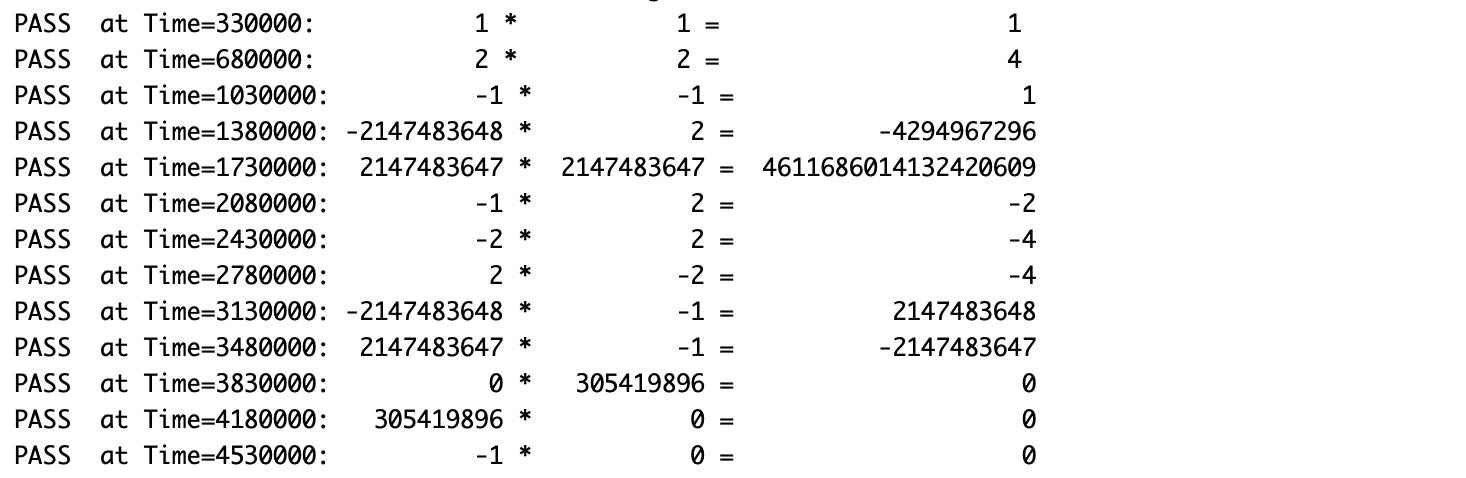 PASS  at Time=330000:           1 *           1 =                    1
PASS  at Time=680000:           2 *           2 =                    4
PASS  at Time=1030000:          -1 *          -1 =                    1
PASS  at Time=1380000: -2147483648 *           2 =          -4294967296
PASS  at Time=1730000:  2147483647 *  2147483647 =  4611686014132420609
PASS  at Time=2080000:          -1 *           2 =                   -2
PASS  at Time=2430000:          -2 *           2 =                   -4
PASS  at Time=2780000:           2 *          -2 =                   -4
PASS  at Time=3130000: -2147483648 *          -1 =           2147483648
PASS  at Time=3480000:  2147483647 *          -1 =          -2147483647
PASS  at Time=3830000:           0 *   305419896 =                    0
PASS  at Time=4180000:   305419896 *           0 =                    0
PASS  at Time=4530000:          -1 *           0 =                    0